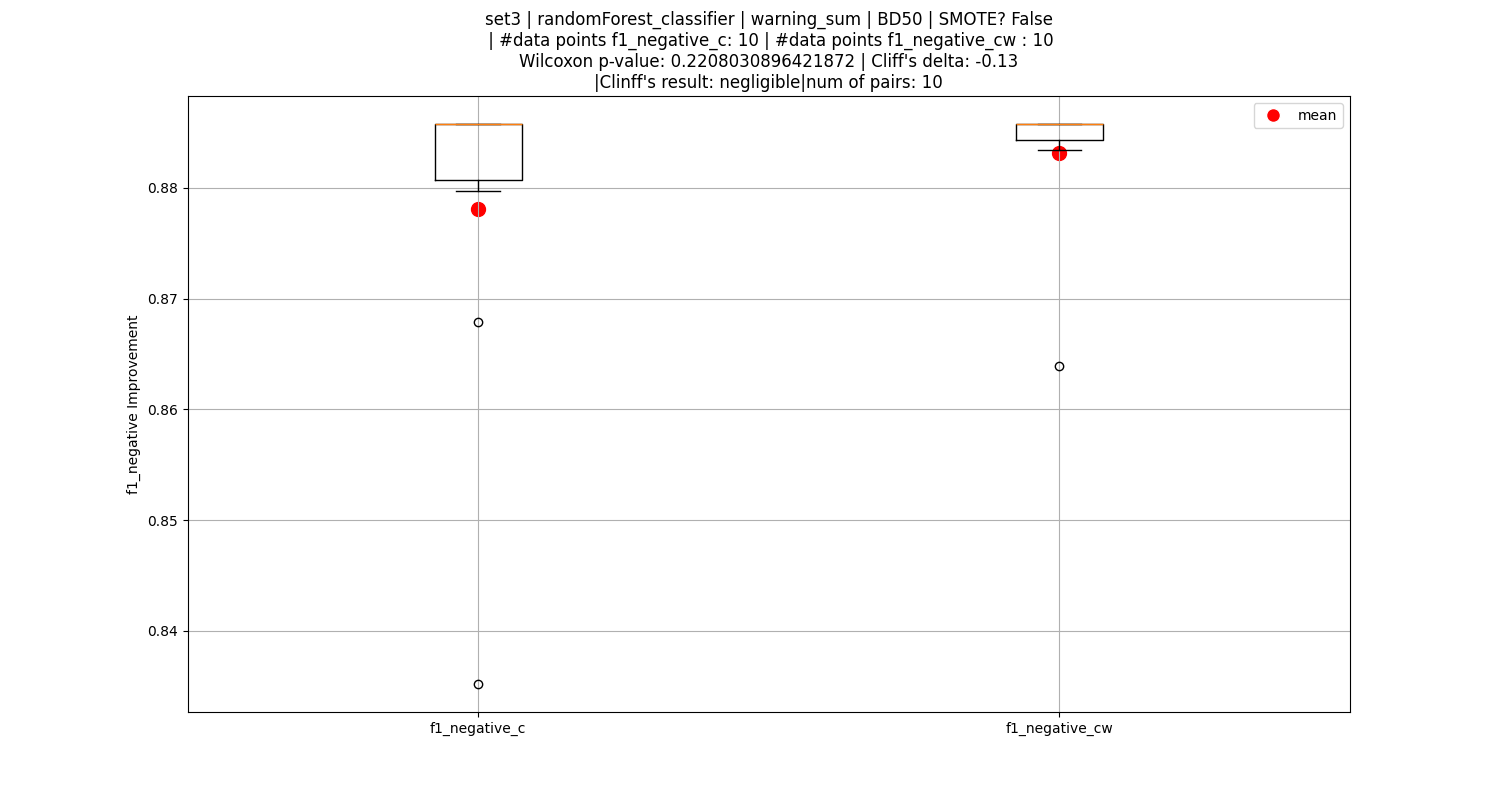 set3 | randomForest_classifier | warning_sum | BD50 | SMOTE? False
| #data points f1_negative_c: 10 | #data points f1_negative_cw : 10
Wilcoxon p-value: 0.2208030896421872 | Cliff's delta: -0.13
|Clinff's result: negligible|num of pairs: 10
mean
0.88
0.87
0.86
0.85
0.84
f1_negative Improvement
f1_negative_c
f1_negative_cw